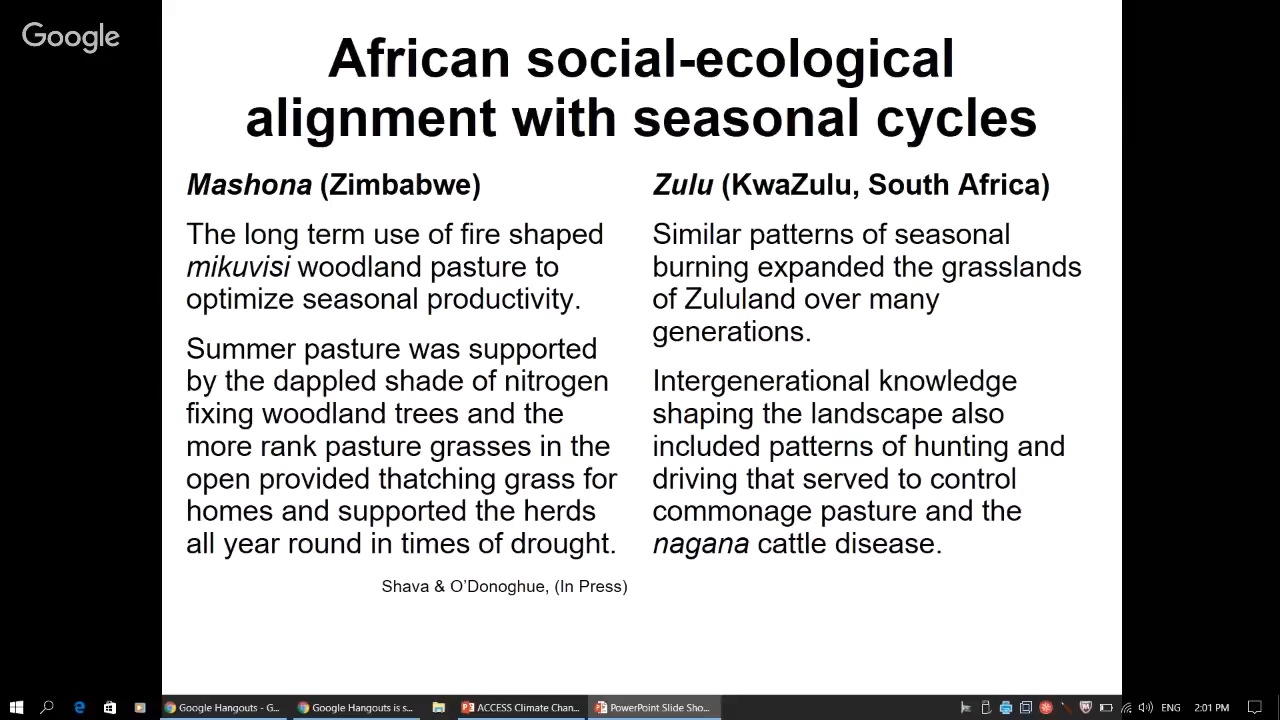 Google
African social-ecological
alignment with seasonal cycles
Mashona (Zimbabwe)
The long term use of fire shaped
mikuvisi woodland pasture to
optimize seasonal productivity.
Summer pasture was supported
by the dappled shade of nitrogen
fixing woodland trees and the
more rank pasture grasses in the
open provided thatching grass for
homes and supported the herds
all year round in times of drought.
Shava & O’Donoghue, (In Press)
Zulu (KwaZulu, South Africa)
Similar patterns of seasonal
burning expanded the grasslands
of Zululand over many
generations.
Intergenerational knowledge
shaping the landscape also
included patterns of hunting and
driving that served to control
commonage pasture and the
nagana cattle disease.
Google Hangouts - G...
Google Hangouts is s...
ACCESS Climate Chan...
PowerPoint Slide Sho...
ENG
2:01 PM